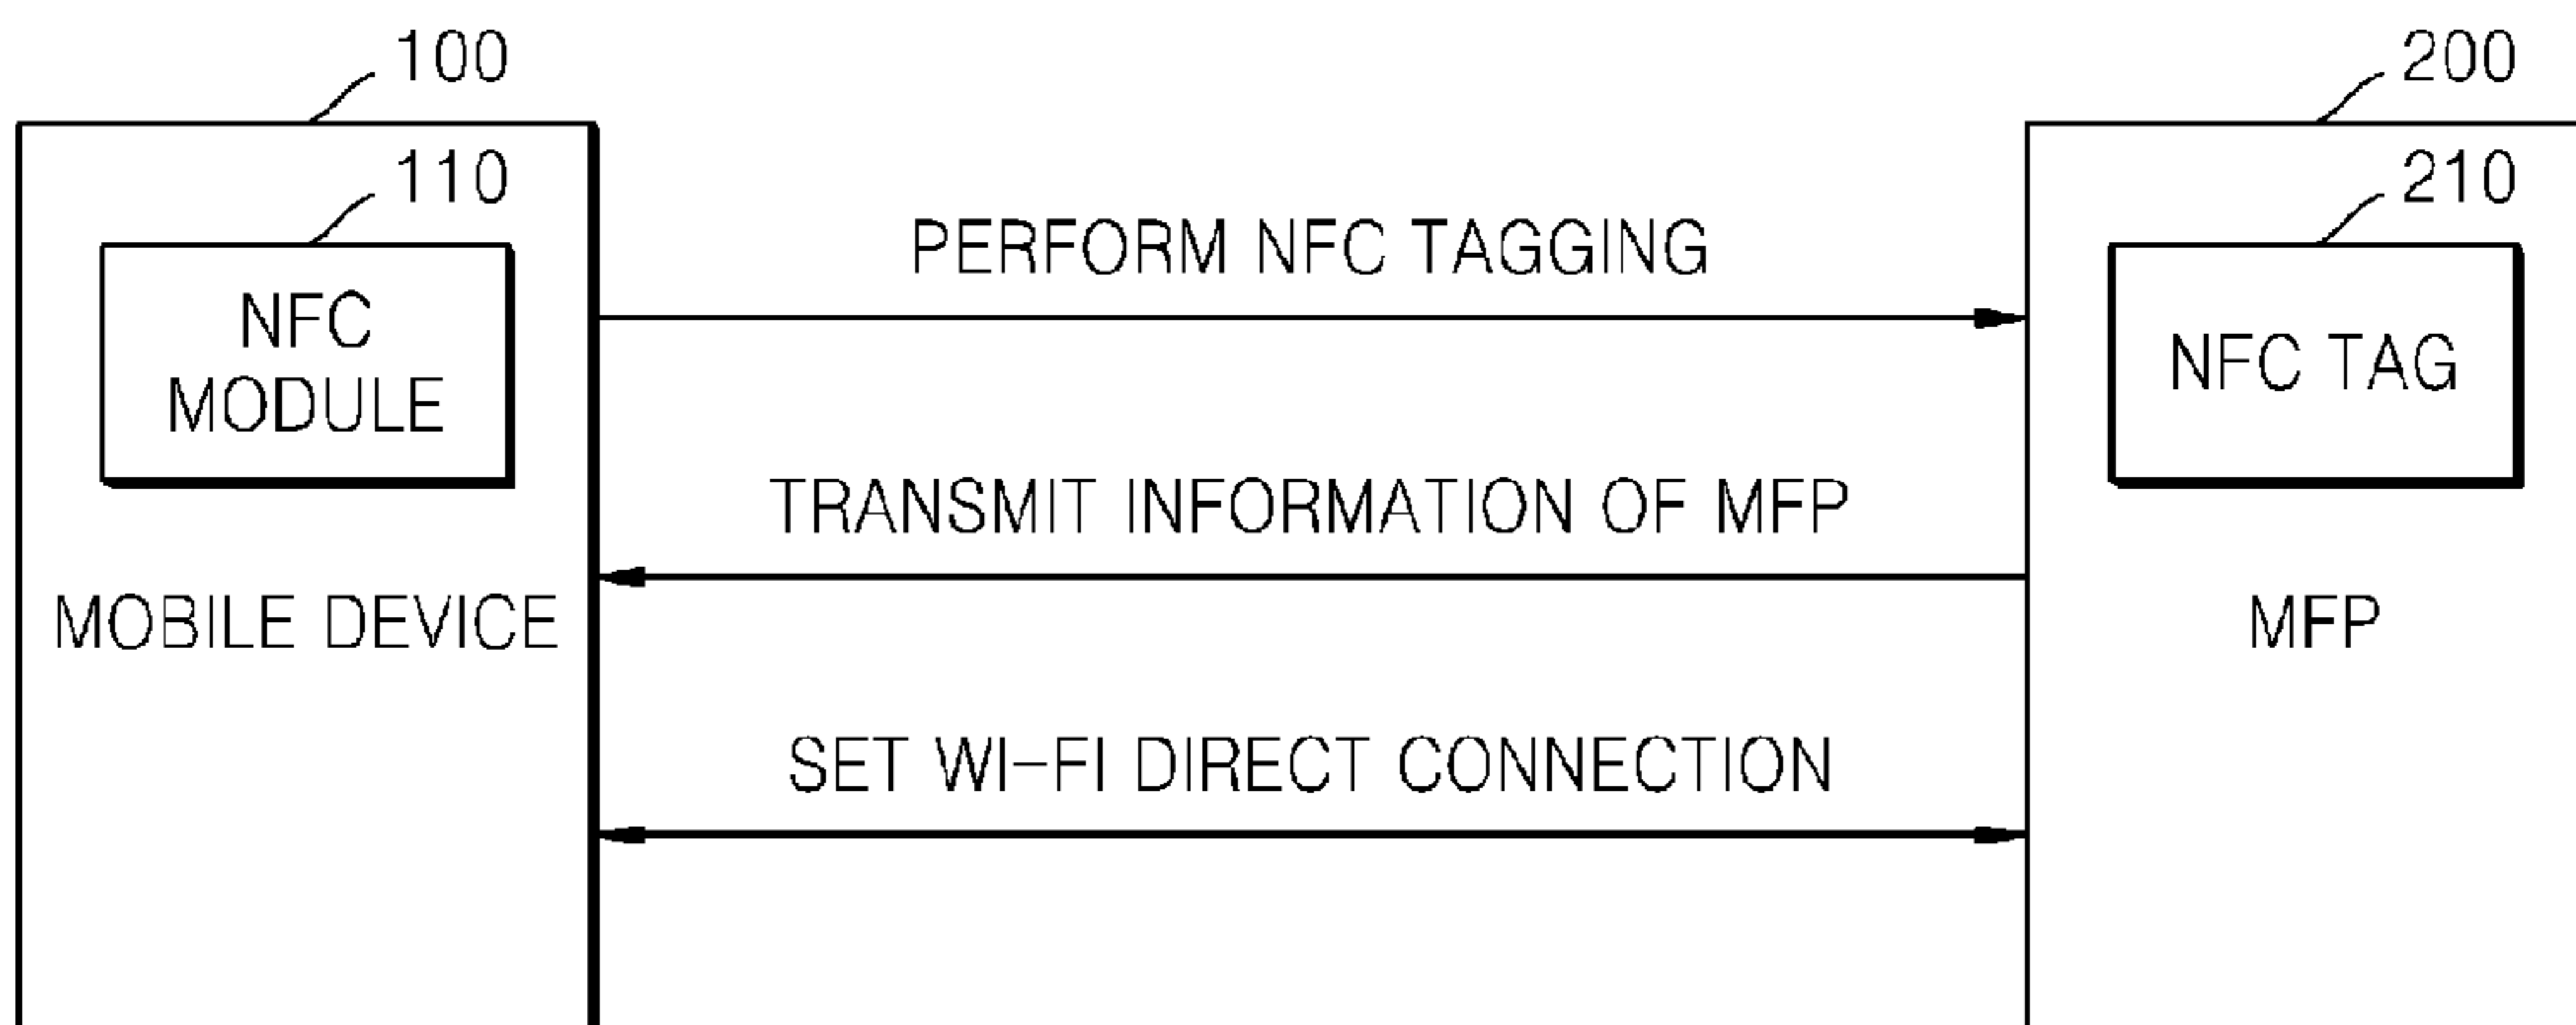 100
200
110
210
PERFORM NFC TAGGING
NFC
MODULE
NFC TAG
TRANSMIT INFORMATION OF MFP
MOBILE DEVICE
MFP
SET WI-FI DIRECT CONNECTION